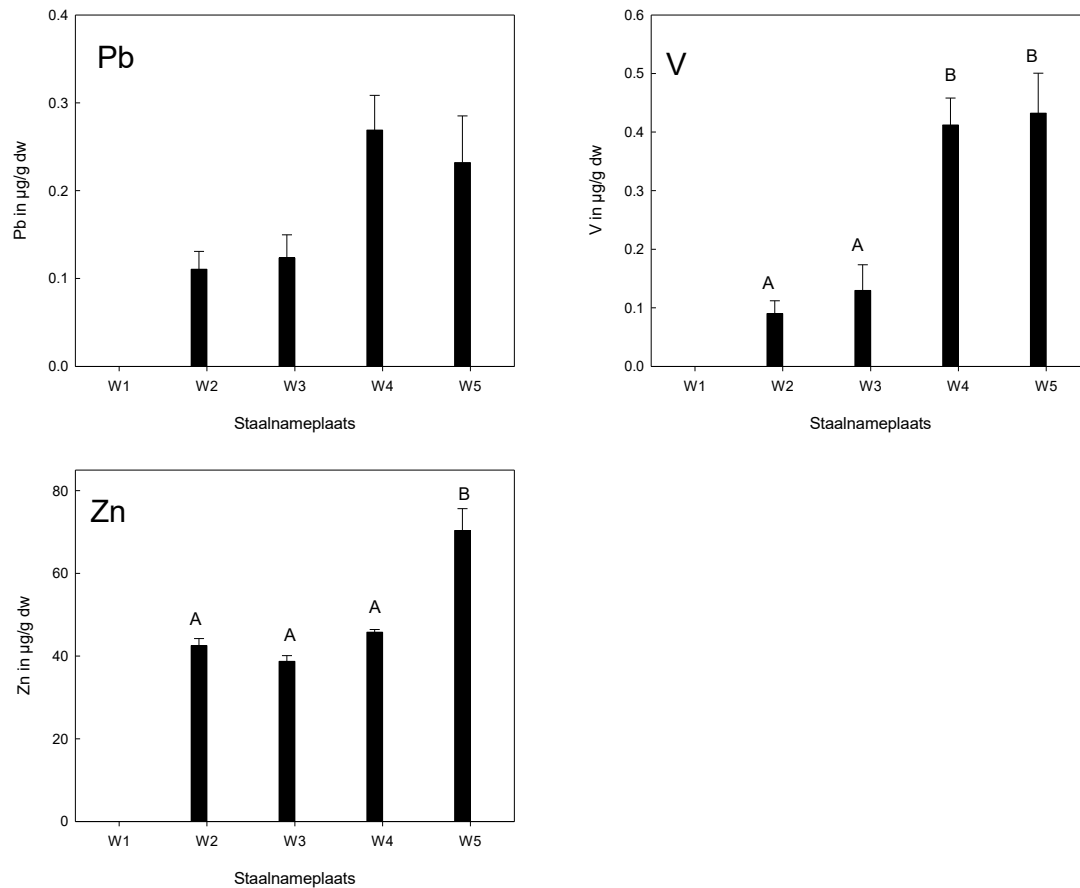 Pb
Pb in µg/g dw
0.4
0.3
0.2
0.1
0.0
W1 W2 W3 W4 W5
Staalnameplaats
V
V in µg/g dw
0.6
0.5
0.4
0.3
0.2
0.1
0.0
A A B B
W1 W2 W3 W4 W5
Staalnameplaats
Zn
Zn in µg/g dw
80
60
40
20
0
A A A B
W1 W2 W3 W4 W5
Staalnameplaats